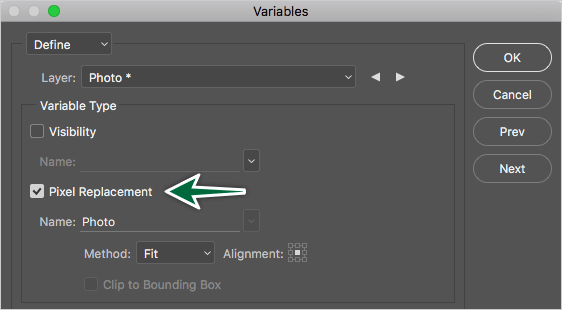 Variables
Define
OK
Layer: Photo *
Cancel
Variable Type
Visibility
Prev
Name:
Next
Pixel Replacement
Name: Photo
Method: Fit Alignment:
Clip to Bounding Box